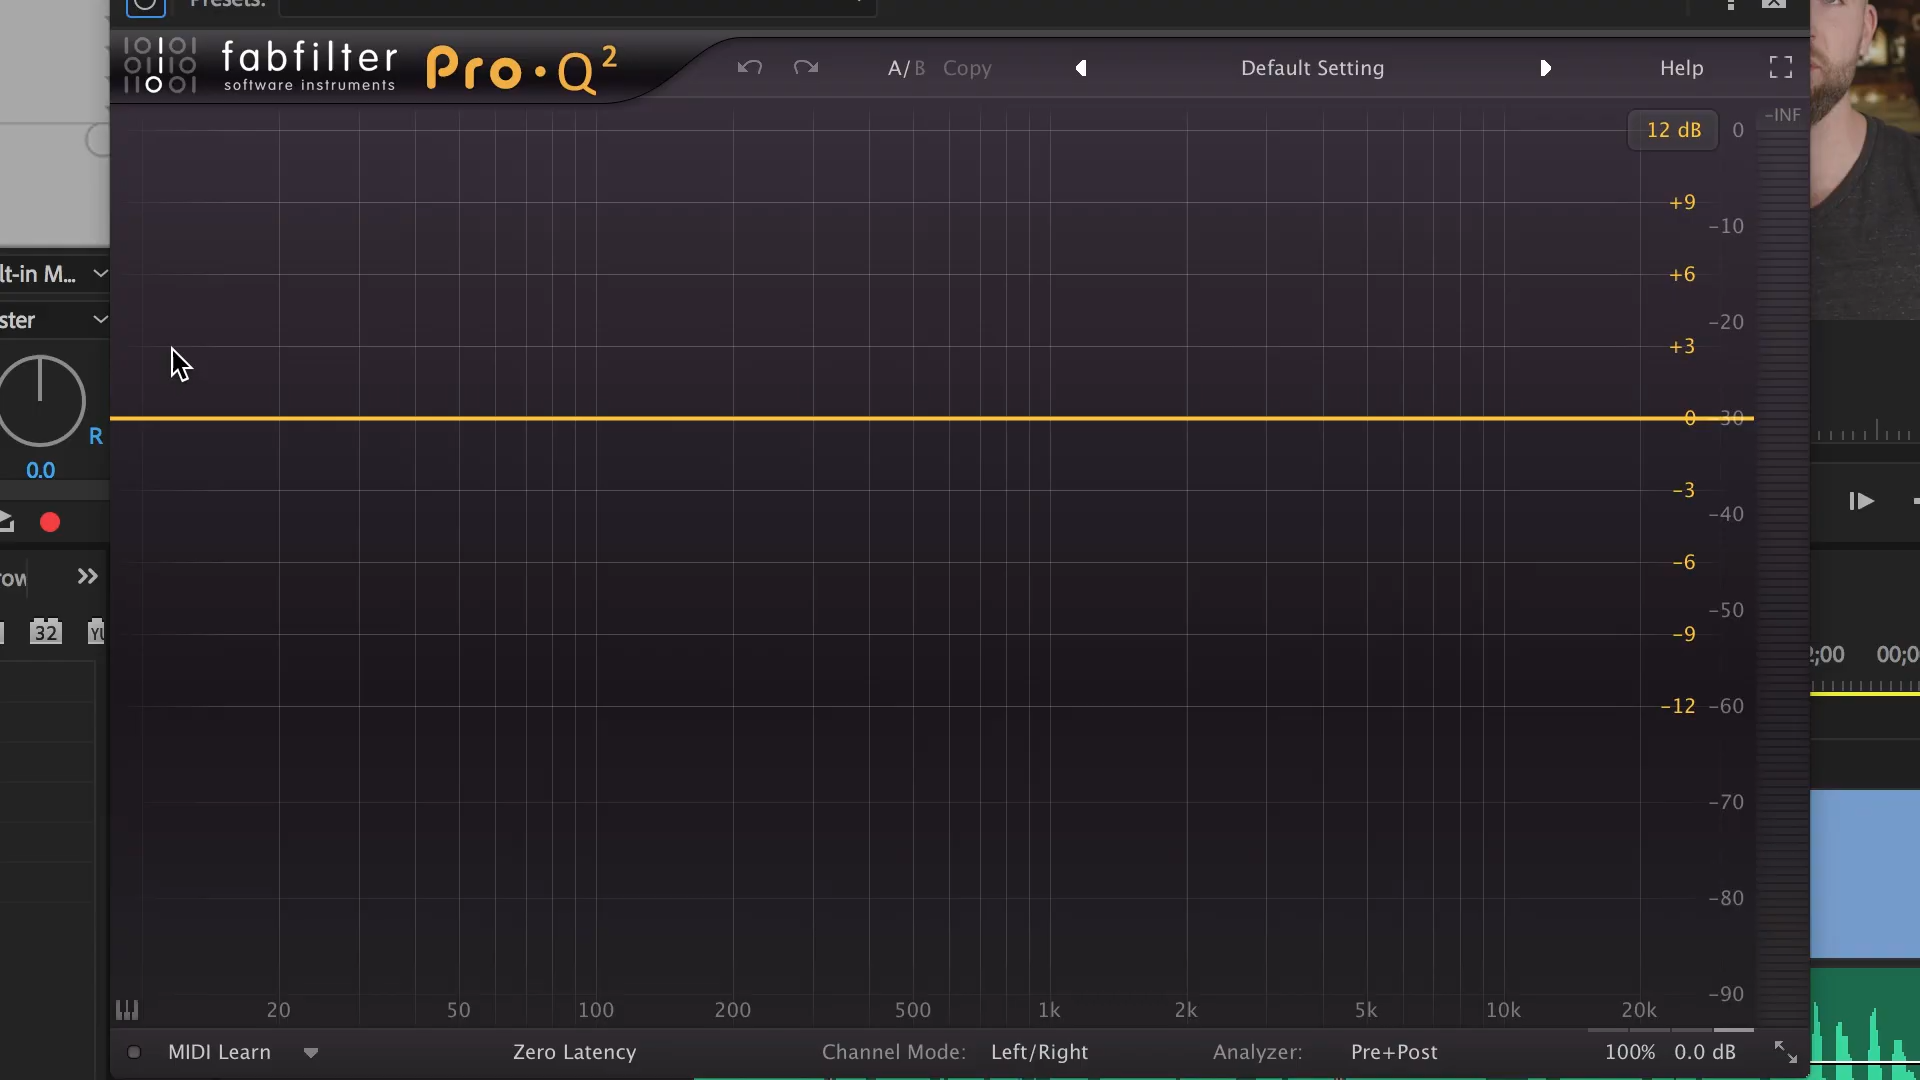 Presets:
fabfilter
software instruments
Pro·Q²
A/B Copy
Default Setting
Help
-INF
12 dB 0
+9
-10
+6
-20
+3
0 -30
-3
-40
-6
-50
-9
-12 -60
-70
-80
-90
20 50 100 200 500 1k 2k 5k 10k 20k
MIDI Learn
Zero Latency
Channel Mode: Left/Right
Analyzer: Pre+Post
100% 0.0 dB
lt-in M...
ster
R
0.0
32
;00 00;0